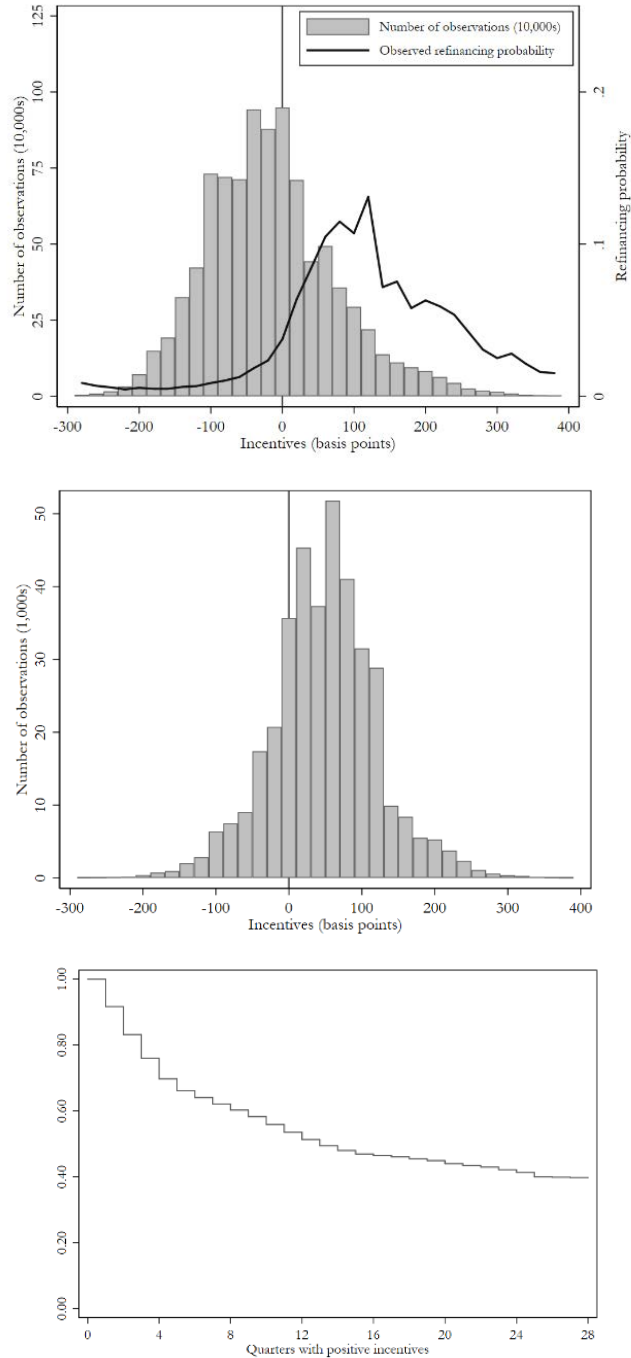 125
100
75
50
25
0
Number of observations (10,000s)
Number of observations (10,000s)
Observed refinancing probability
.2
.1
0
Refinancing probability
-300 -200 -100 0 100 200 300 400
Incentives (basis points)
50
40
30
20
10
0
Number of observations (1,000s)
-300 -200 -100 0 100 200 300 400
Incentives (basis points)
1.00
0.80
0.60
0.40
0.20
0.00
0 4 8 12 16 20 24 28
Quarters with positive incentives